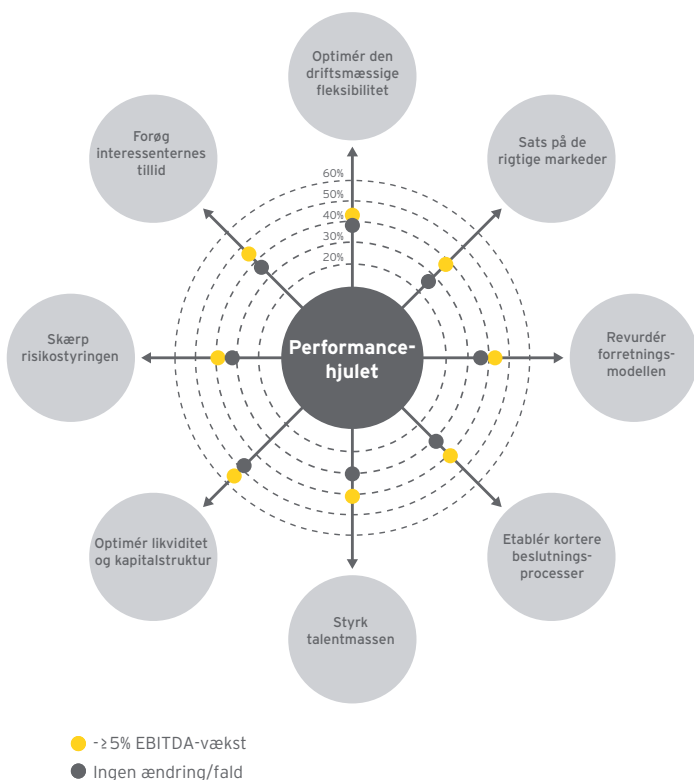 Optimér den
driftsmæssige
fleksibilitet
Forøg
interessenternes
tillid
Sats på de
rigtige markeder
60%
50%
40%
30%
20%
Skærp
risikostyringen
Performance-
hjulet
Revurdér
forretnings-
modellen
Optimér likviditet
og kapitalstruktur
Etablér kortere
beslutnings-
processer
Styrk
talentmassen
-≥5% EBITDA-vækst
Ingen ændring/fald